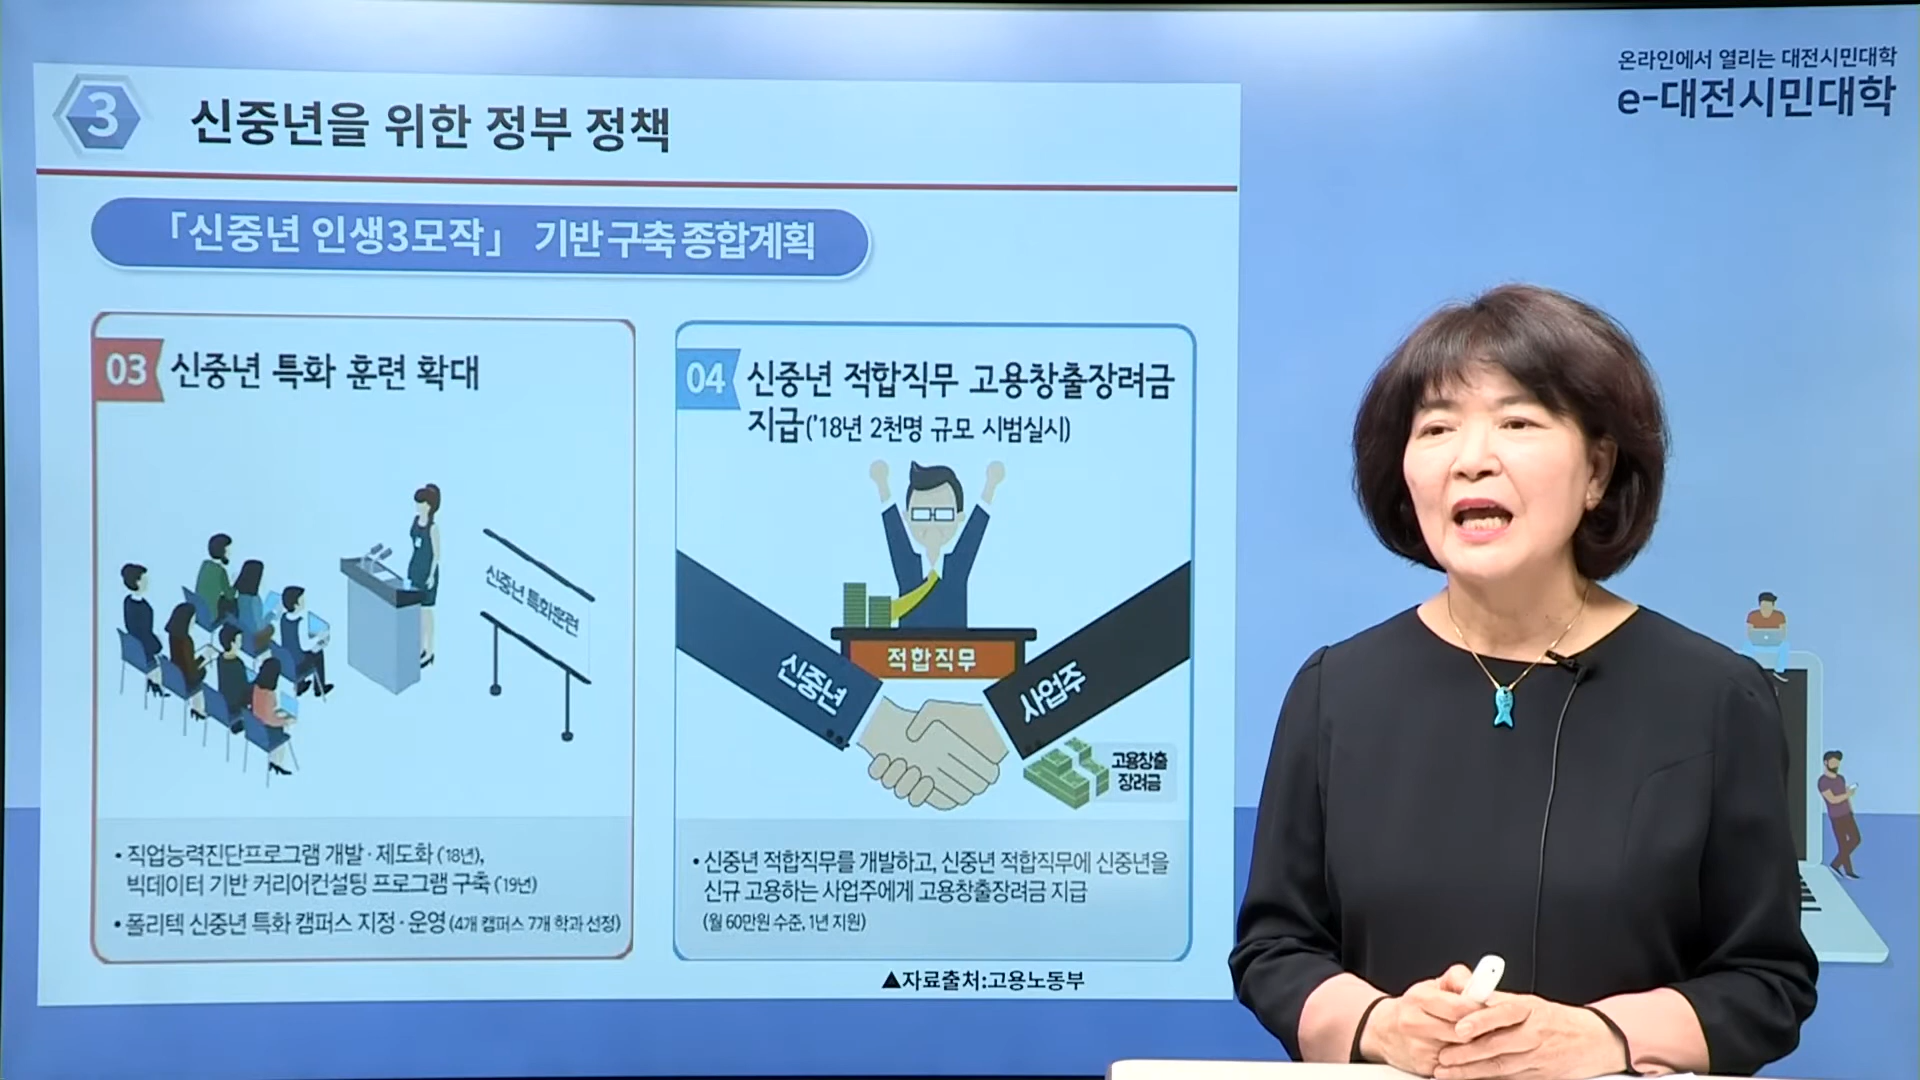 온라인에서 열리는 대전시민대학
e-대전시민대학
3
신중년을 위한 정부 정책
「신중년 인생3모작」 기반구축 종합계획
03 신중년 특화 훈련 확대
신중년 특화훈련
• 직업능력진단프로그램 개발·제도화 ('18년),
빅데이터 기반 커리어컨설팅 프로그램 구축 ('19년)
• 폴리텍 신중년 특화 캠퍼스 지정·운영 (4개 캠퍼스 7개 학과 선정)
04 신중년 적합직무 고용창출장려금
지급('18년 2천명 규모 시범실시)
적합직무
신중년
사업주
고용창출
장려금
• 신중년 적합직무를 개발하고, 신중년 적합직무에 신중년을
신규 고용하는 사업주에게 고용창출장려금 지급
(월 60만원 수준, 1년 지원)
▲자료출처:고용노동부